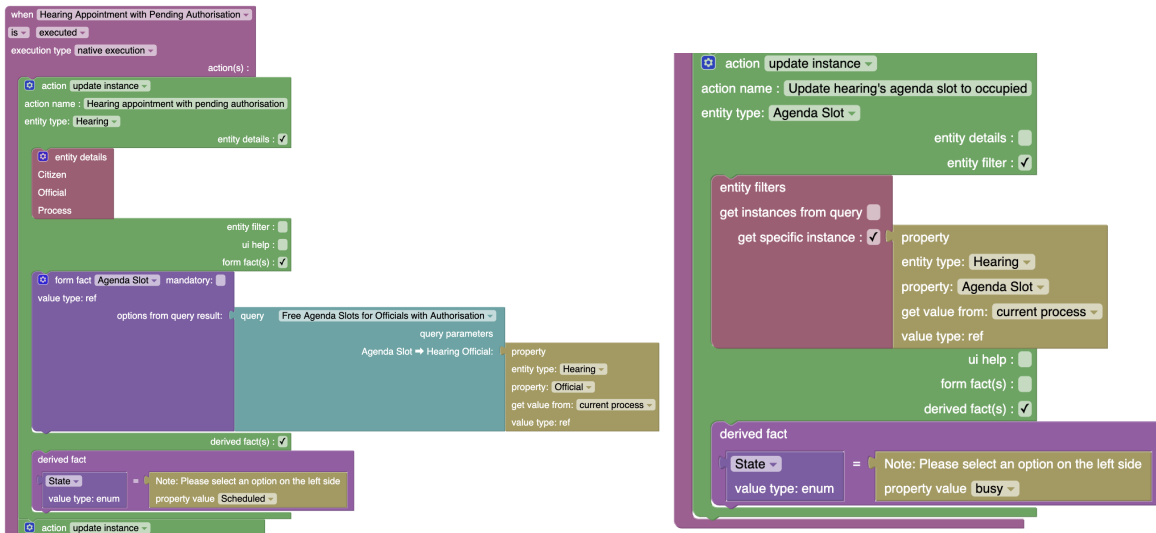 when Hearing Appointment with Pending Authorisation
is executed
execution type native execution
action(s) :
action update instance
action name : Hearing appointment with pending authorisation
entity type: Hearing
entity details :
entity details
Citizen
Official
Process
entity filter :
ui help :
form fact(s) :
form fact Agenda Slot mandatory:
value type: ref
options from query result: query Free Agenda Slots for Officials with Authorisation
query parameters
Agenda Slot ➡ Hearing Official: property
entity type: Hearing
property: Official
get value from: current process
value type: ref
derived fact(s) :
derived fact
State = Note: Please select an option on the left side
value type: enum property value Scheduled
action update instance
action update instance
action name : Update hearing's agenda slot to occupied
entity type: Agenda Slot
entity details :
entity filter :
entity filters
get instances from query
get specific instance : property
entity type: Hearing
property: Agenda Slot
get value from: current process
value type: ref
ui help :
form fact(s) :
derived fact(s) :
derived fact
State = Note: Please select an option on the left side
value type: enum property value busy